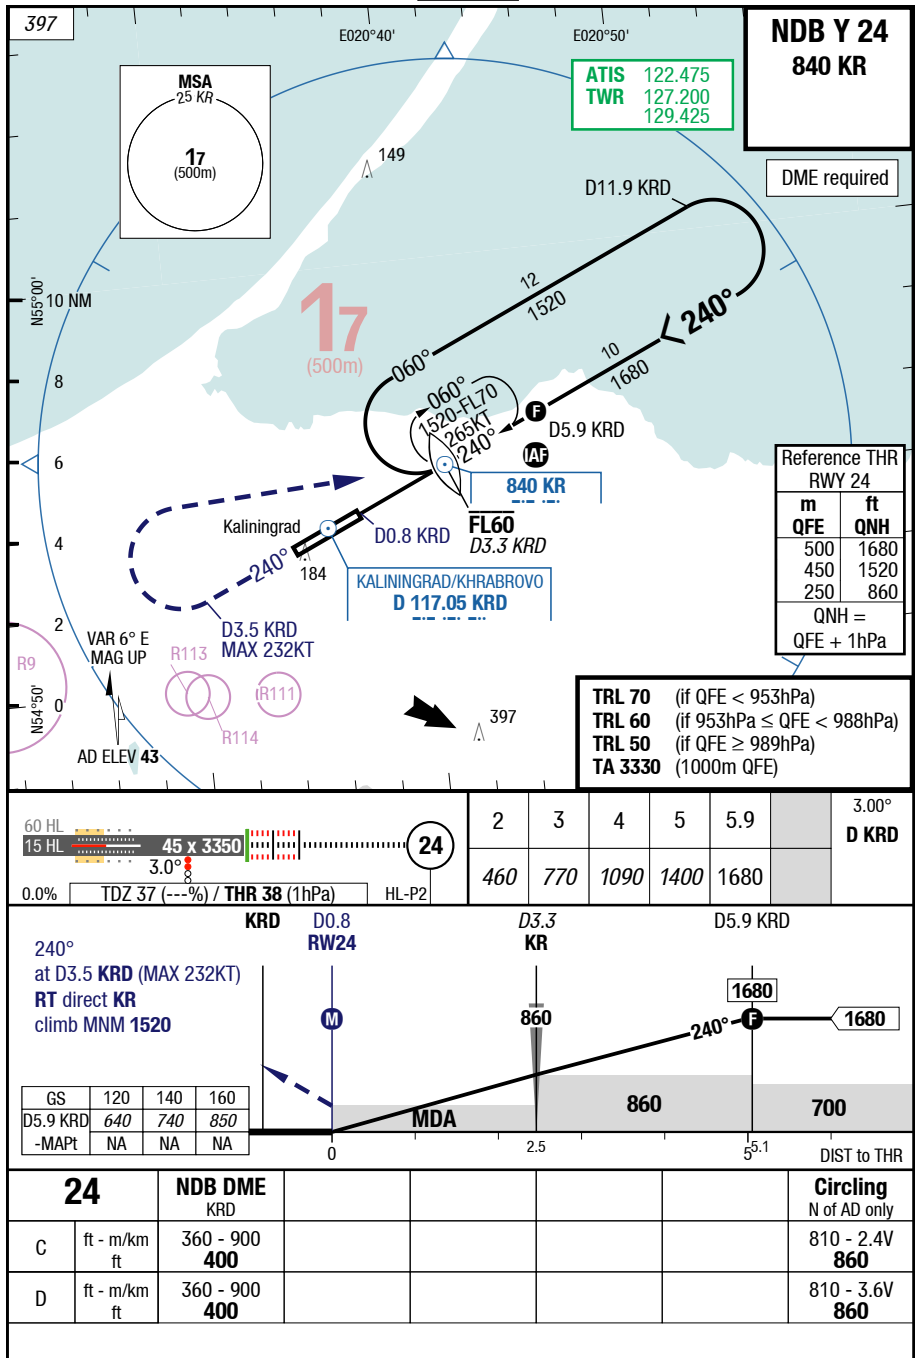 397
E020°40'
E020°50'
NDB Y 24
840 KR
MSA
25 KR
17
(500m)
ATIS 122.475
TWR 127.200
129.425
DME required
149
D11.9 KRD
N55°00'
10 NM
12
1520
17
(500m)
240°
10
1680
060°
8
060°
1520-FL70
265KT
240°
F
D5.9 KRD
IAF
6
840 KR
FL60
D3.3 KRD
Reference THR
RWY 24
m ft
QFE QNH
500 1680
450 1520
250 860
QNH =
QFE + 1hPa
Kaliningrad
D0.8 KRD
4
240°
184
KALININGRAD/KHRABROVO
D 117.05 KRD
2
D3.5 KRD
MAX 232KT
VAR 6° E
MAG UP
R9
R113
R111
R114
N54°50'
0
397
AD ELEV 43
TRL 70 (if QFE < 953hPa)
TRL 60 (if 953hPa ≤ QFE < 988hPa)
TRL 50 (if QFE ≥ 989hPa)
TA 3330 (1000m QFE)
60 HL
15 HL
45 x 3350
24
3.0°
0.0%
TDZ 37 (---%) / THR 38 (1hPa)
HL-P2
2 3 4 5 5.9
3.00°
D KRD
460 770 1090 1400 1680
KRD
D0.8
RW24
D3.3
KR
D5.9 KRD
240°
at D3.5 KRD (MAX 232KT)
RT direct KR
climb MNM 1520
M
860
1680
240°
F
1680
GS 120 140 160
D5.9 KRD 640 740 850
-MAPt NA NA NA
MDA
860
700
0
2.5
5
5.1
DIST to THR
24
NDB DME
KRD
Circling
N of AD only
C
ft - m/km 360 - 900 810 - 2.4V
ft 400 860
D
ft - m/km 360 - 900 810 - 3.6V
ft 400 860